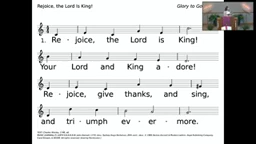 Rejoice, the Lord is King!
Glory to Go
1. Re - joice, the Lord is King!
Your Lord and King a - dore!
Re - joice, give thanks, and sing,
and tri - umph ev - er - more.